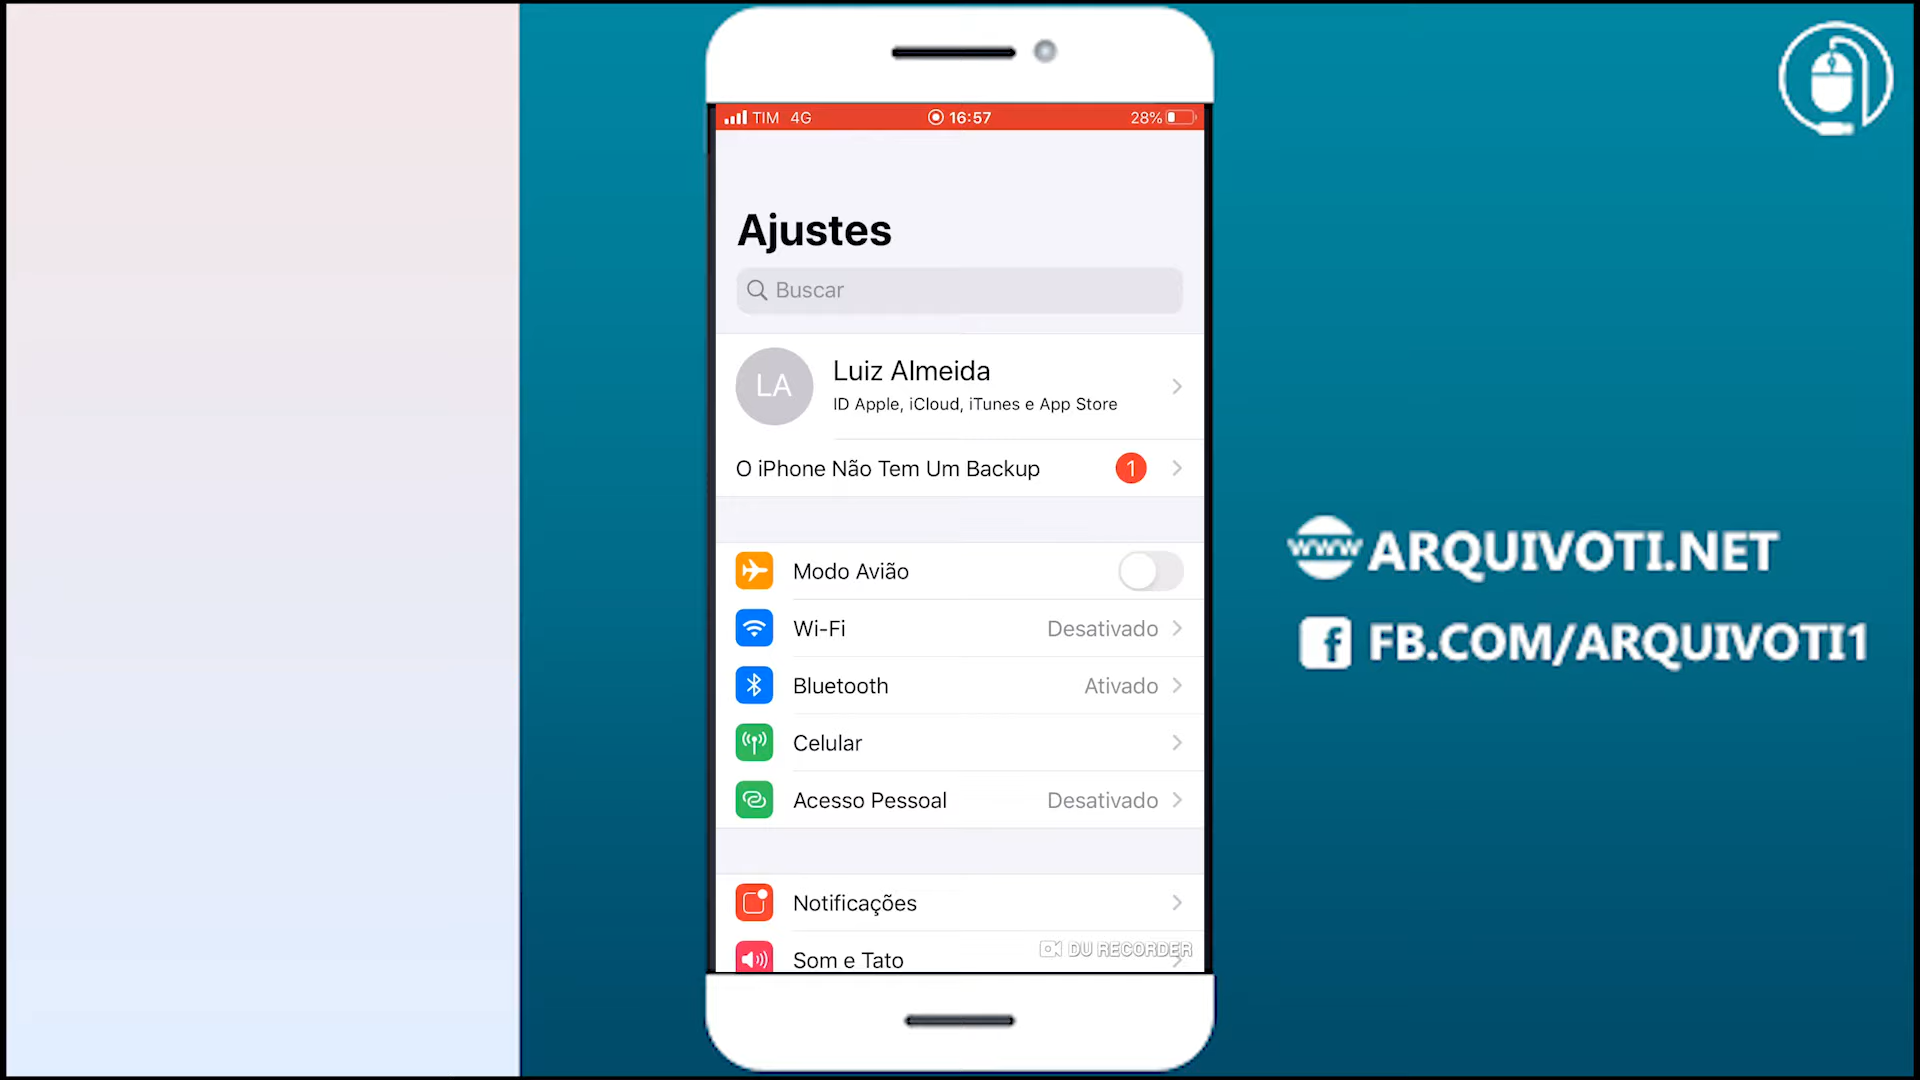 TIM 4G 16:57 28%
Ajustes
Buscar
LA
Luiz Almeida
ID Apple, iCloud, iTunes e App Store
O iPhone Não Tem Um Backup 1
Modo Avião
Wi-Fi Desativado
Bluetooth Ativado
Celular
Acesso Pessoal Desativado
Notificações
Som e Tato
DU RECORDER
www ARQUIVOTI.NET
f FB.COM/ARQUIVOTI1